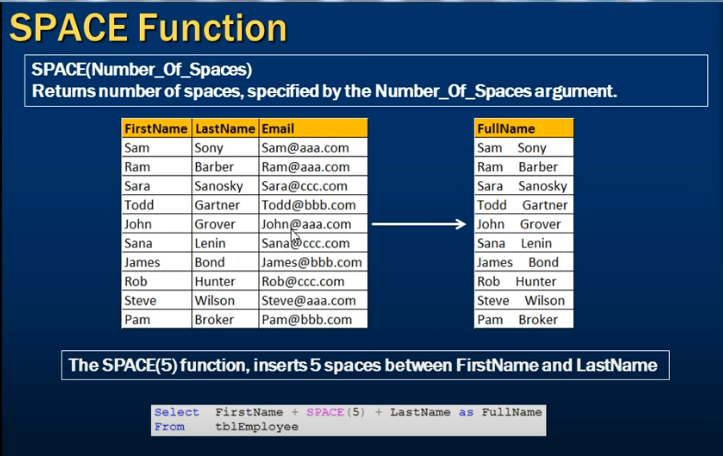 SPACE Function
SPACE(Number_Of_Spaces)
Returns number of spaces, specified by the Number_Of_Spaces argument.
FirstName LastName Email
Sam Sony Sam@aaa.com
Ram Barber Ram@aaa.com
Sara Sanosky Sara@ccc.com
Todd Gartner Todd@bbb.com
John Grover John@aaa.com
Sana Lenin Sana@ccc.com
James Bond James@bbb.com
Rob Hunter Rob@ccc.com
Steve Wilson Steve@aaa.com
Pam Broker Pam@bbb.com
FullName
Sam     Sony
Ram     Barber
Sara     Sanosky
Todd     Gartner
John     Grover
Sana     Lenin
James     Bond
Rob     Hunter
Steve     Wilson
Pam     Broker
The SPACE(5) function, inserts 5 spaces between FirstName and LastName
Select  FirstName + SPACE(5) + LastName as FullName
From    tblEmployee